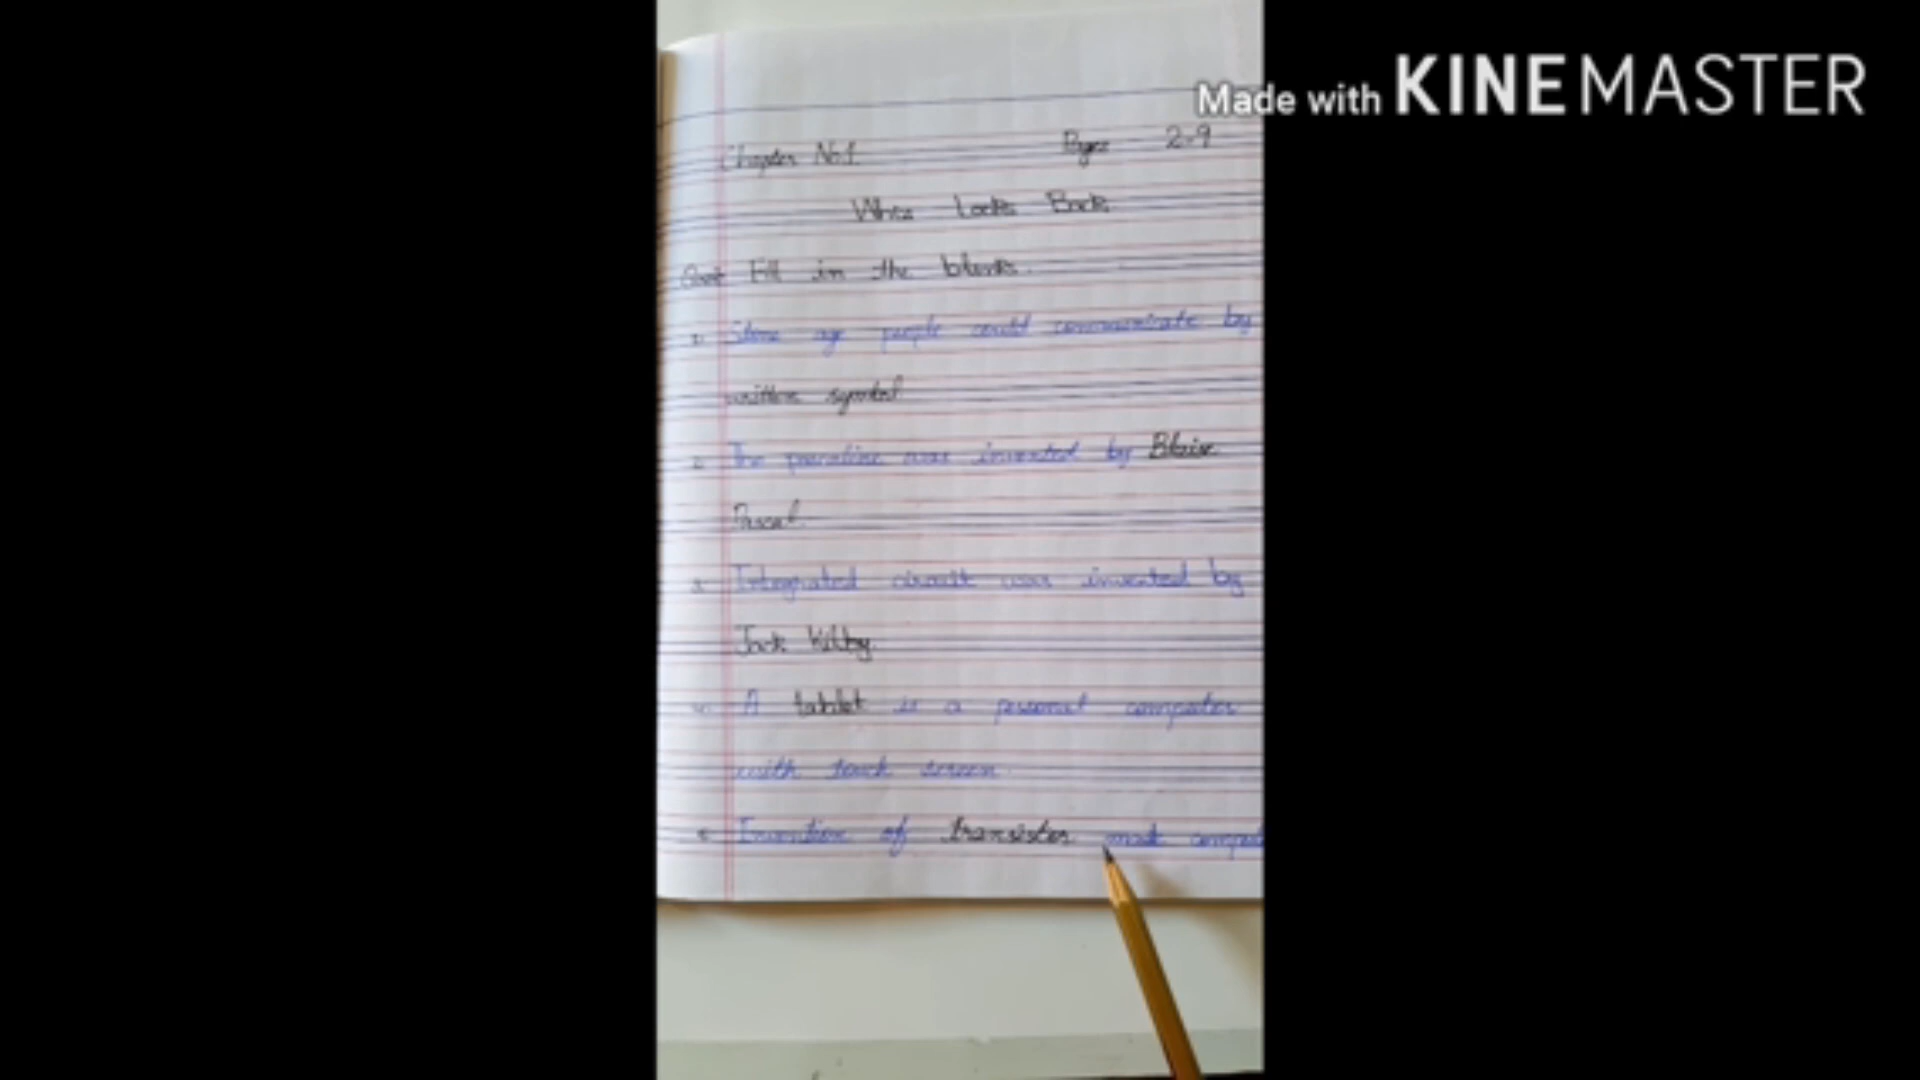 Made with KINEMASTER
Chapter No.1 Pages 2-9
Whiz Looks Back
Fill in the blanks.
1. Stone age people could communicate by
written symbol
2. The pascaline was invented by Blaise
Pascal.
3. Integrated circuit was invented by
Jack Kilby.
4. A tablet is a personal computer
with touch screen.
5. Invention of transistor made